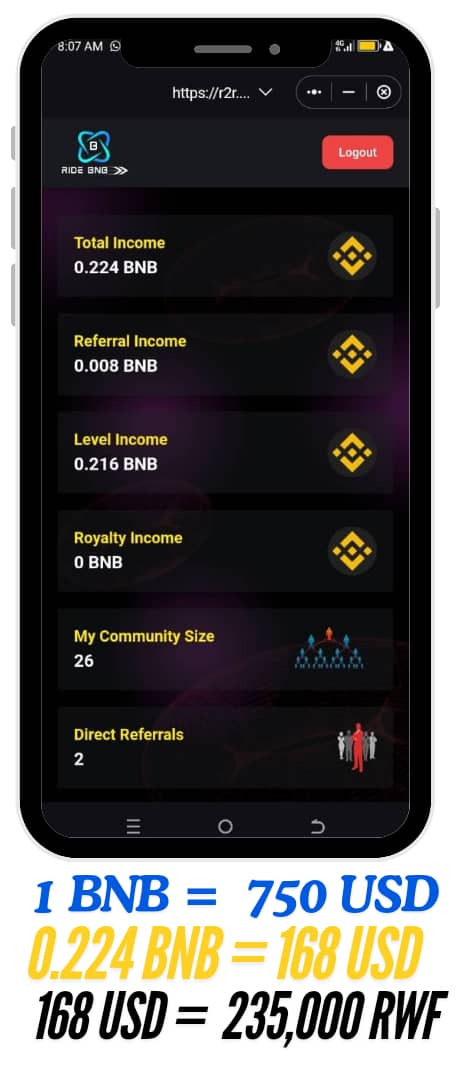 8:07 AM
4G
https://r2r....
B
RIDE BNB
Logout
Total Income
0.224 BNB
Referral Income
0.008 BNB
Level Income
0.216 BNB
Royalty Income
0 BNB
My Community Size
26
Direct Referrals
2
1 BNB = 750 USD
0.224 BNB = 168 USD
168 USD = 235,000 RWF